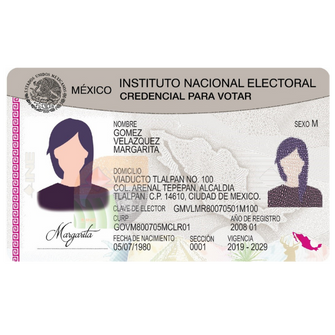 MÉXICO INSTITUTO NACIONAL ELECTORAL
CREDENCIAL PARA VOTAR
NOMBRE
GOMEZ
VELAZQUEZ
MARGARITA
SEXO M
DOMICILIO
VIADUCTO TLALPAN NO. 100
COL. ARENAL TEPEPAN, ALCALDIA
TLALPAN. C.P. 14610, CIUDAD DE MÉXICO.
CLAVE DE ELECTOR GMVLMR80070501M100
CURP AÑO DE REGISTRO
GOVM800705MCLR01 2008 01
FECHA DE NACIMIENTO SECCIÓN VIGENCIA
05/07/1980 0001 2019 - 2029
Margarita